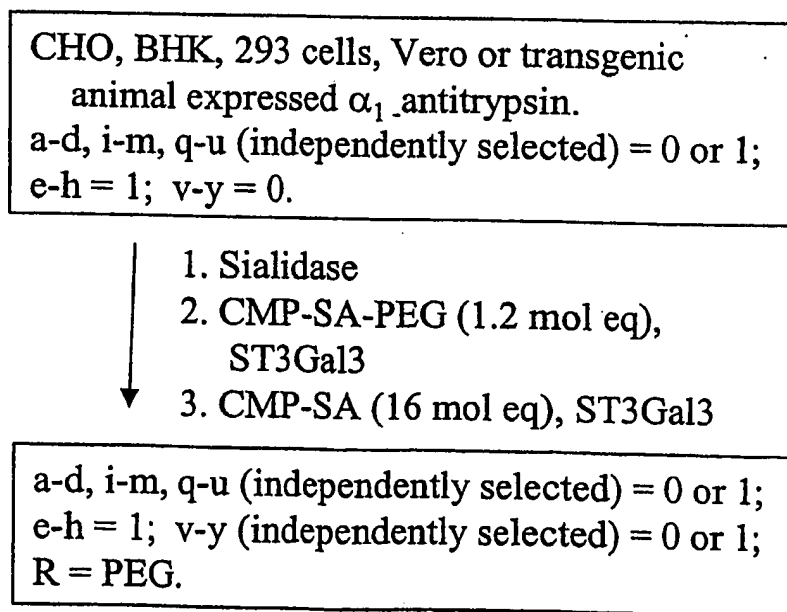 CHO, BHK, 293 cells, Vero or transgenic
animal expressed α₁-antitrypsin.
a-d, i-m, q-u (independently selected) = 0 or 1;
e-h = 1; v-y = 0.
1. Sialidase
2. CMP-SA-PEG (1.2 mol eq),
ST3Gal3
3. CMP-SA (16 mol eq), ST3Gal3
a-d, i-m, q-u (independently selected) = 0 or 1;
e-h = 1; v-y (independently selected) = 0 or 1;
R = PEG.